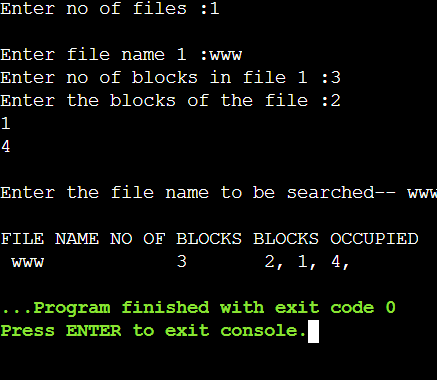 Enter no of files :1
Enter file name 1 :www
Enter no of blocks in file 1 :3
Enter the blocks of the file :2
1
4
Enter the file name to be searched-- www
FILE NAME NO OF BLOCKS BLOCKS OCCUPIED
www 3 2, 1, 4,
...Program finished with exit code 0
Press ENTER to exit console.